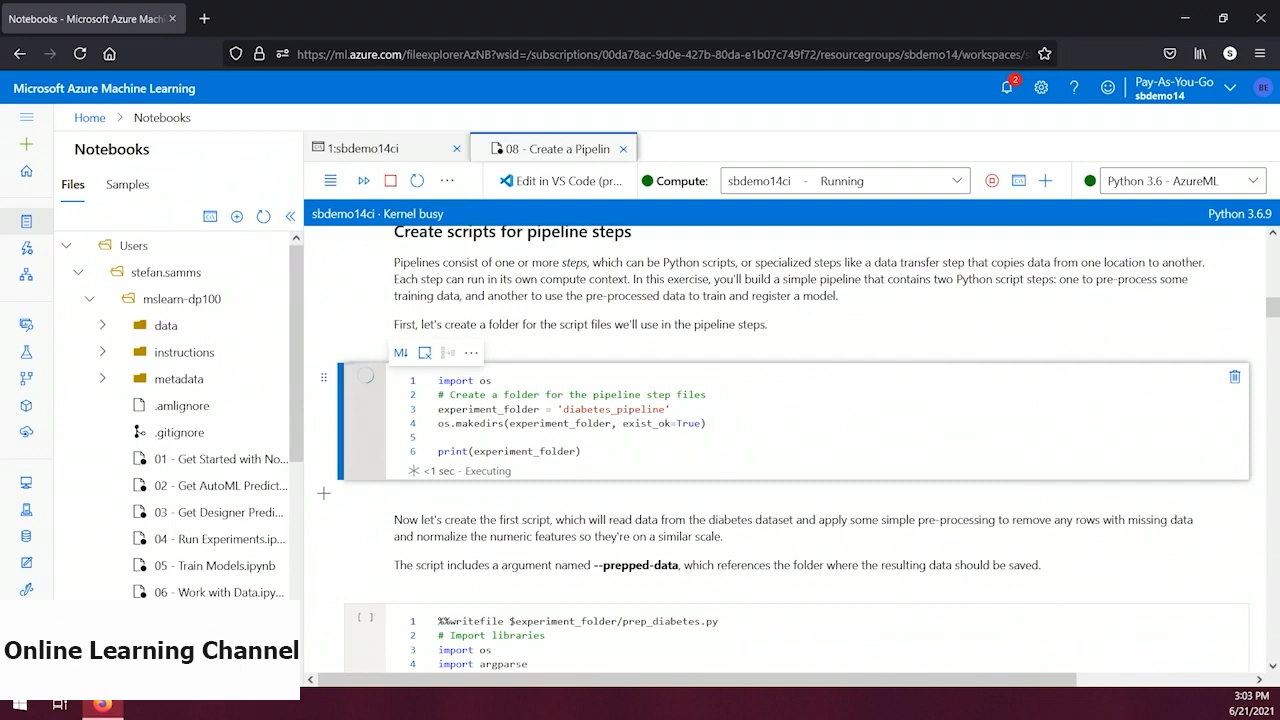 Notebooks - Microsoft Azure Machi
https://ml.azure.com/fileexplorerAzNB?wsid=/subscriptions/00da78ac-9d0e-427b-80da-e1b07c749f72/resourcegroups/sbdemo14/workspaces/s
S
Microsoft Azure Machine Learning
2
Pay-As-You-Go
sbdemo14
BE
Home > Notebooks
Notebooks
Files
Samples
1:sbdemo14ci
08 - Create a Pipelin
Edit in VS Code (pr...
Compute:
sbdemo14ci - Running
Python 3.6 - AzureML
sbdemo14ci · Kernel busy
Python 3.6.9
Users
stefan.samms
mslearn-dp100
data
instructions
metadata
.amlignore
.gitignore
01 - Get Started with No...
02 - Get AutoML Predict...
03 - Get Designer Predi...
04 - Run Experiments.ip...
05 - Train Models.ipynb
06 - Work with Data.ipy...
Create scripts for pipeline steps
Pipelines consist of one or more steps, which can be Python scripts, or specialized steps like a data transfer step that copies data from one location to another.
Each step can run in its own compute context. In this exercise, you'll build a simple pipeline that contains two Python script steps: one to pre-process some
training data, and another to use the pre-processed data to train and register a model.
First, let's create a folder for the script files we'll use in the pipeline steps.
M↓
1 import os
2 # Create a folder for the pipeline step files
3 experiment_folder = 'diabetes_pipeline'
4 os.makedirs(experiment_folder, exist_ok=True)
5
6 print(experiment_folder)
<1 sec - Executing
Now let's create the first script, which will read data from the diabetes dataset and apply some simple pre-processing to remove any rows with missing data
and normalize the numeric features so they're on a similar scale.
The script includes a argument named --prepped-data, which references the folder where the resulting data should be saved.
[ ]
1 %%writefile $experiment_folder/prep_diabetes.py
2 # Import libraries
3 import os
4 import argparse
Online Learning Channel
3:03 PM
6/21/2021